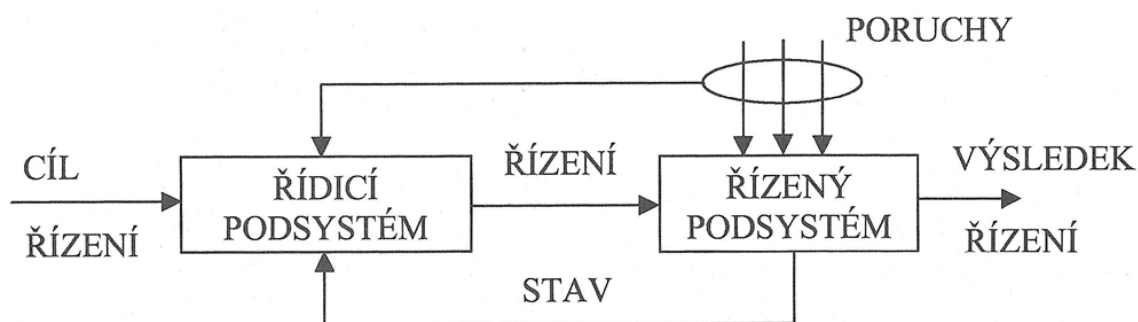 PORUCHY
CÍL
ŘÍZENÍ
ŘÍDICÍ
PODSYSTÉM
ŘÍZENÍ
ŘÍZENÝ
PODSYSTÉM
VÝSLEDEK
ŘÍZENÍ
STAV